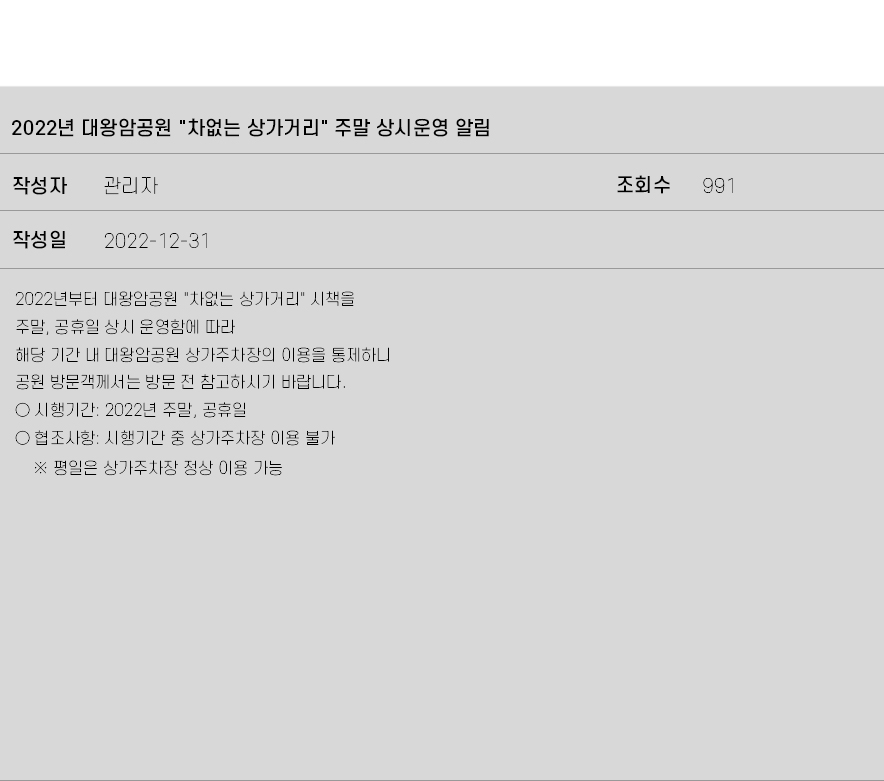 2022년 대왕암공원 "차없는 상가거리" 주말 상시운영 알림
작성자 관리자 조회수 991
작성일 2022-12-31
2022년부터 대왕암공원 "차없는 상가거리" 시책을
주말, 공휴일 상시 운영함에 따라
해당 기간 내 대왕암공원 상가주차장의 이용을 통제하니
공원 방문객께서는 방문 전 참고하시기 바랍니다.
○ 시행기간: 2022년 주말, 공휴일
○ 협조사항: 시행기간 중 상가주차장 이용 불가
※ 평일은 상가주차장 정상 이용 가능